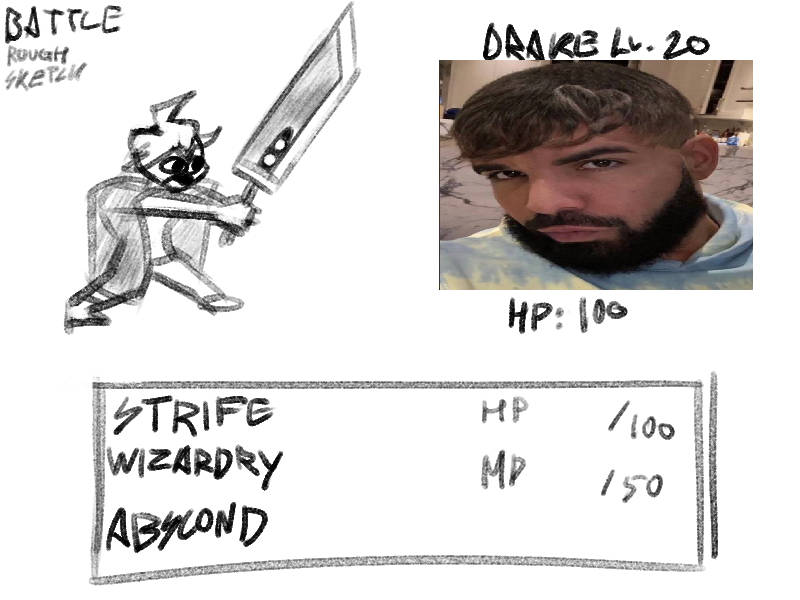 BATTLE
ROUGH
SKETCH
DRAKE Lv. 20
HP: 100
STRIFE
HP /100
WIZARDRY
MP /50
ABSCOND